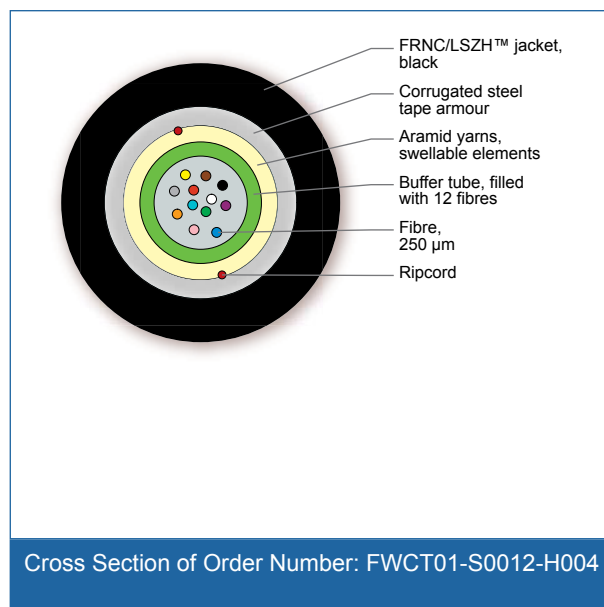 FRNC/LSZH™ jacket,
black
Corrugated steel
tape armour
Aramid yarns,
swellable elements
Buffer tube, filled
with 12 fibres
Fibre,
250 µm
Ripcord
Cross Section of Order Number: FWCT01-S0012-H004